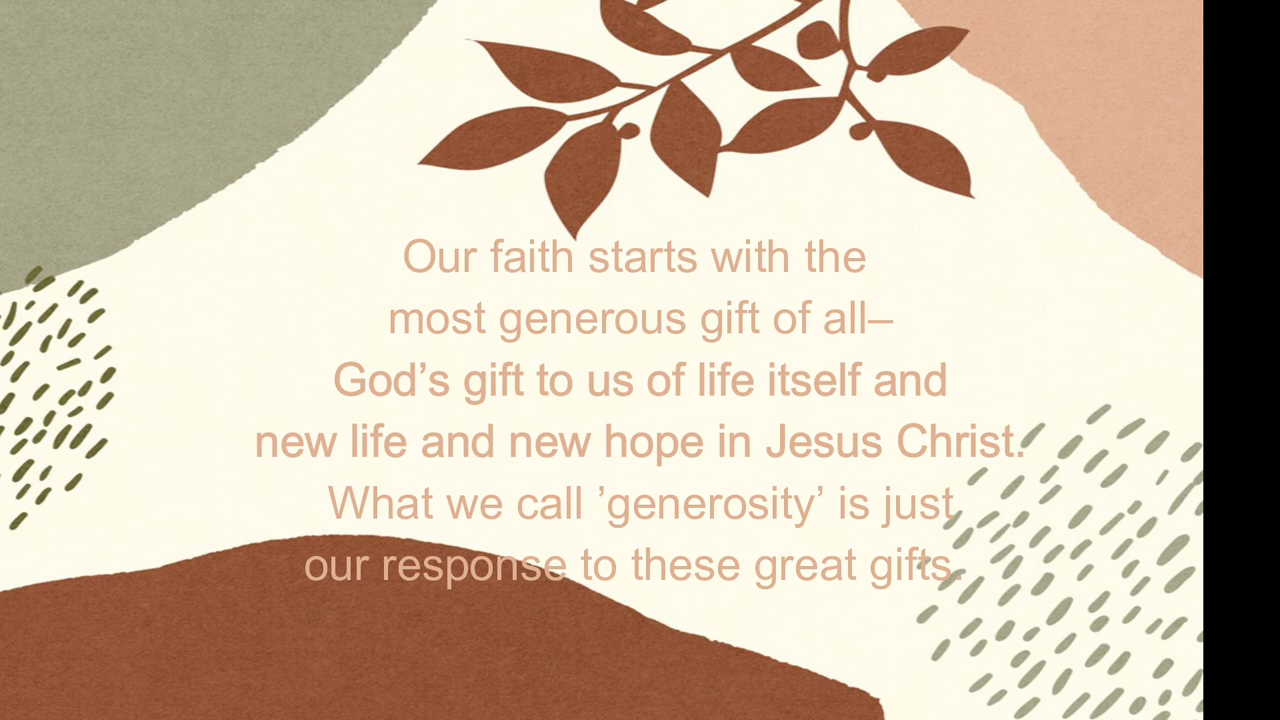 Our faith starts with the
most generous gift of all–
God’s gift to us of life itself and
new life and new hope in Jesus Christ.
What we call ’generosity’ is just
our response to these great gifts.